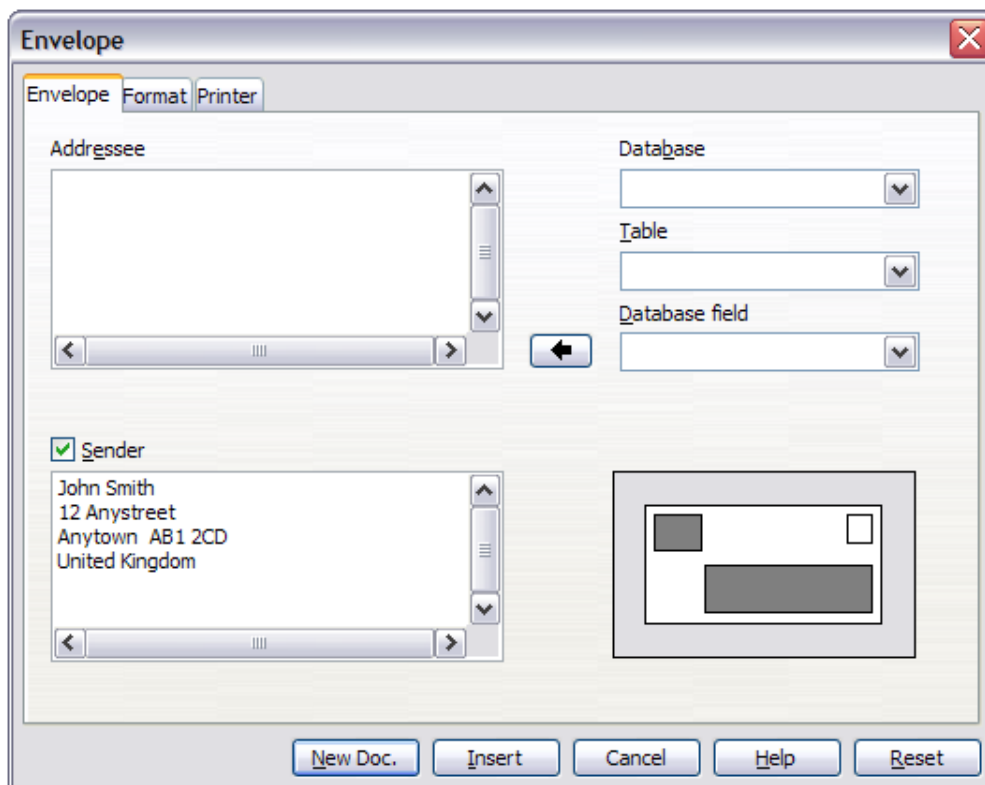 Envelope
Envelope Format Printer
Addressee
Database
Table
Database field
Sender
John Smith
12 Anystreet
Anytown  AB1 2CD
United Kingdom
New Doc. Insert Cancel Help Reset